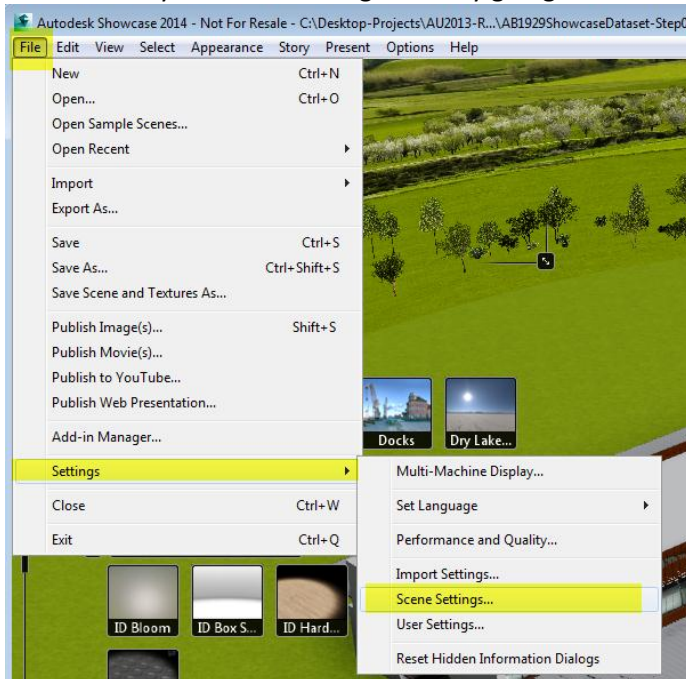 Autodesk Showcase 2014 - Not For Resale - C:\Desktop-Projects\AU2013-R...\AB1929ShowcaseDataset-Step0
File Edit View Select Appearance Story Present Options Help
New Ctrl+N
Open... Ctrl+O
Open Sample Scenes...
Open Recent
Import
Export As...
Save Ctrl+S
Save As... Ctrl+Shift+S
Save Scene and Textures As...
Publish Image(s)... Shift+S
Publish Movie(s)...
Publish to YouTube...
Publish Web Presentation...
Docks Dry Lake...
Add-in Manager...
Settings
Multi-Machine Display...
Close Ctrl+W
Set Language
Exit Ctrl+Q
Performance and Quality...
Import Settings...
Scene Settings...
User Settings...
Reset Hidden Information Dialogs
ID Bloom ID Box S... ID Hard...